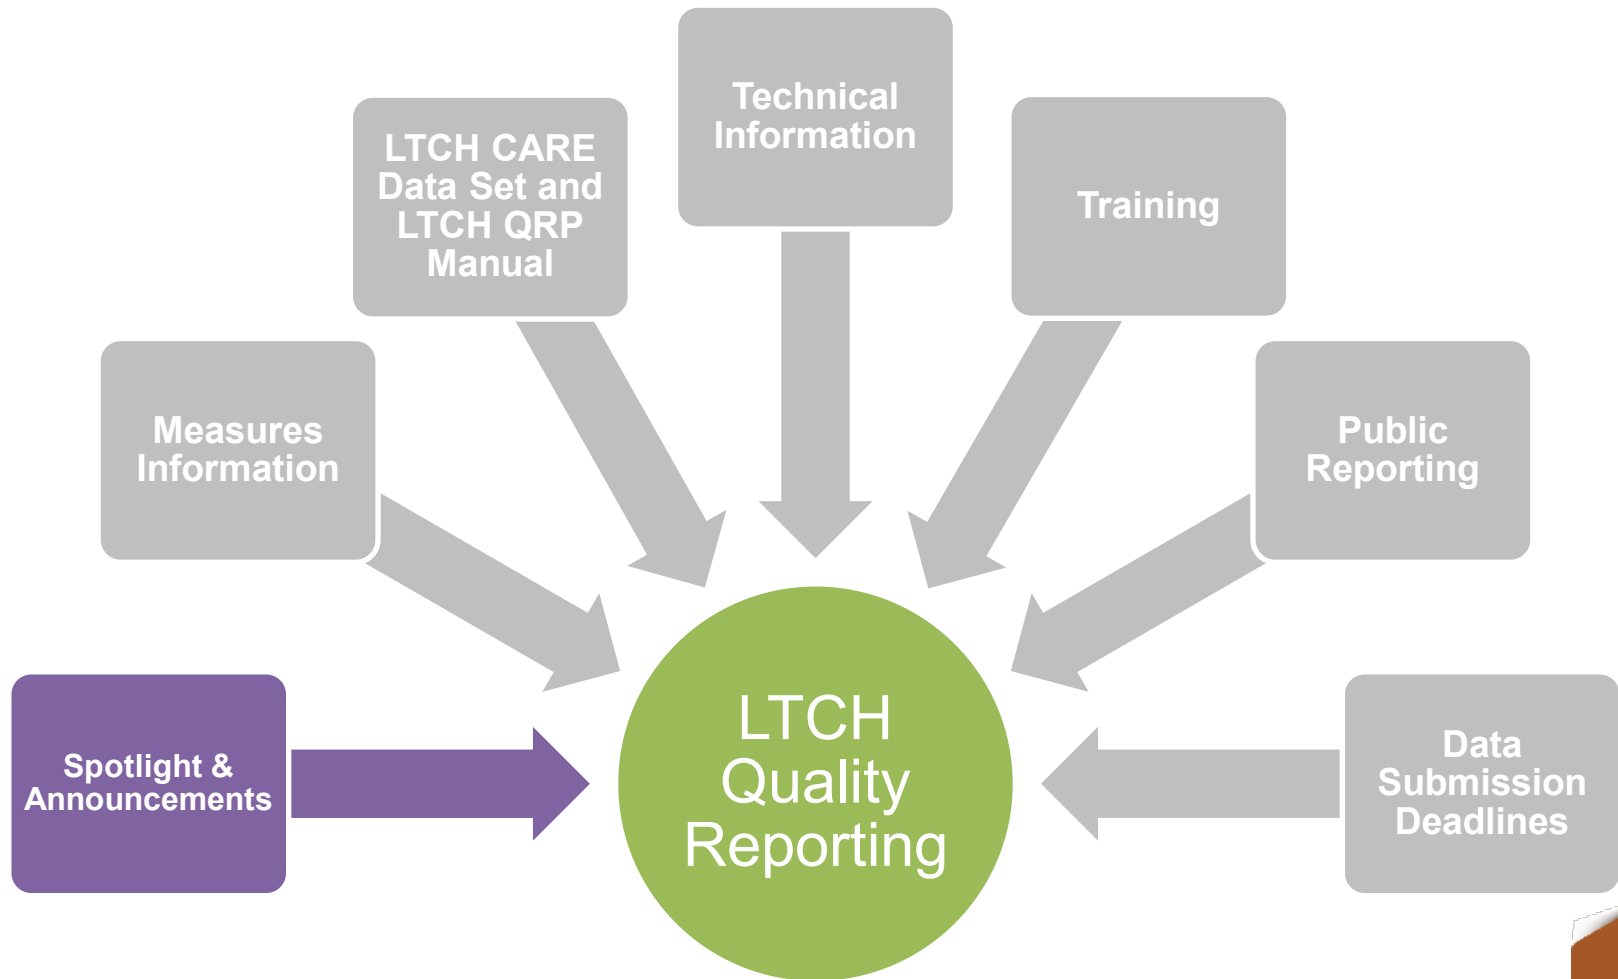 Technical
Information
LTCH CARE
Data Set and
LTCH QRP
Manual
Training
Measures
Information
Public
Reporting
Spotlight &
Announcements
LTCH
Quality
Reporting
Data
Submission
Deadlines